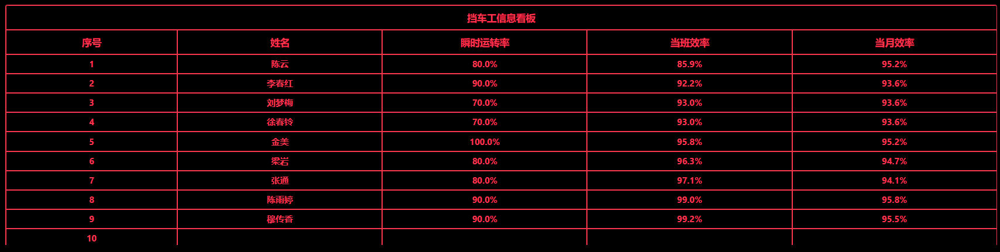 挡车工信息看板
序号 姓名 瞬时运转率 当班效率 当月效率
1 陈云 80.0% 85.9% 95.2%
2 李春红 90.0% 92.2% 93.6%
3 刘梦梅 70.0% 93.0% 93.6%
4 徐春铃 70.0% 93.0% 93.6%
5 金美 100.0% 95.8% 95.2%
6 梁岩 80.0% 96.3% 94.7%
7 张通 80.0% 97.1% 94.1%
8 陈雨婷 90.0% 99.0% 95.8%
9 穆传香 90.0% 99.2% 95.5%
10